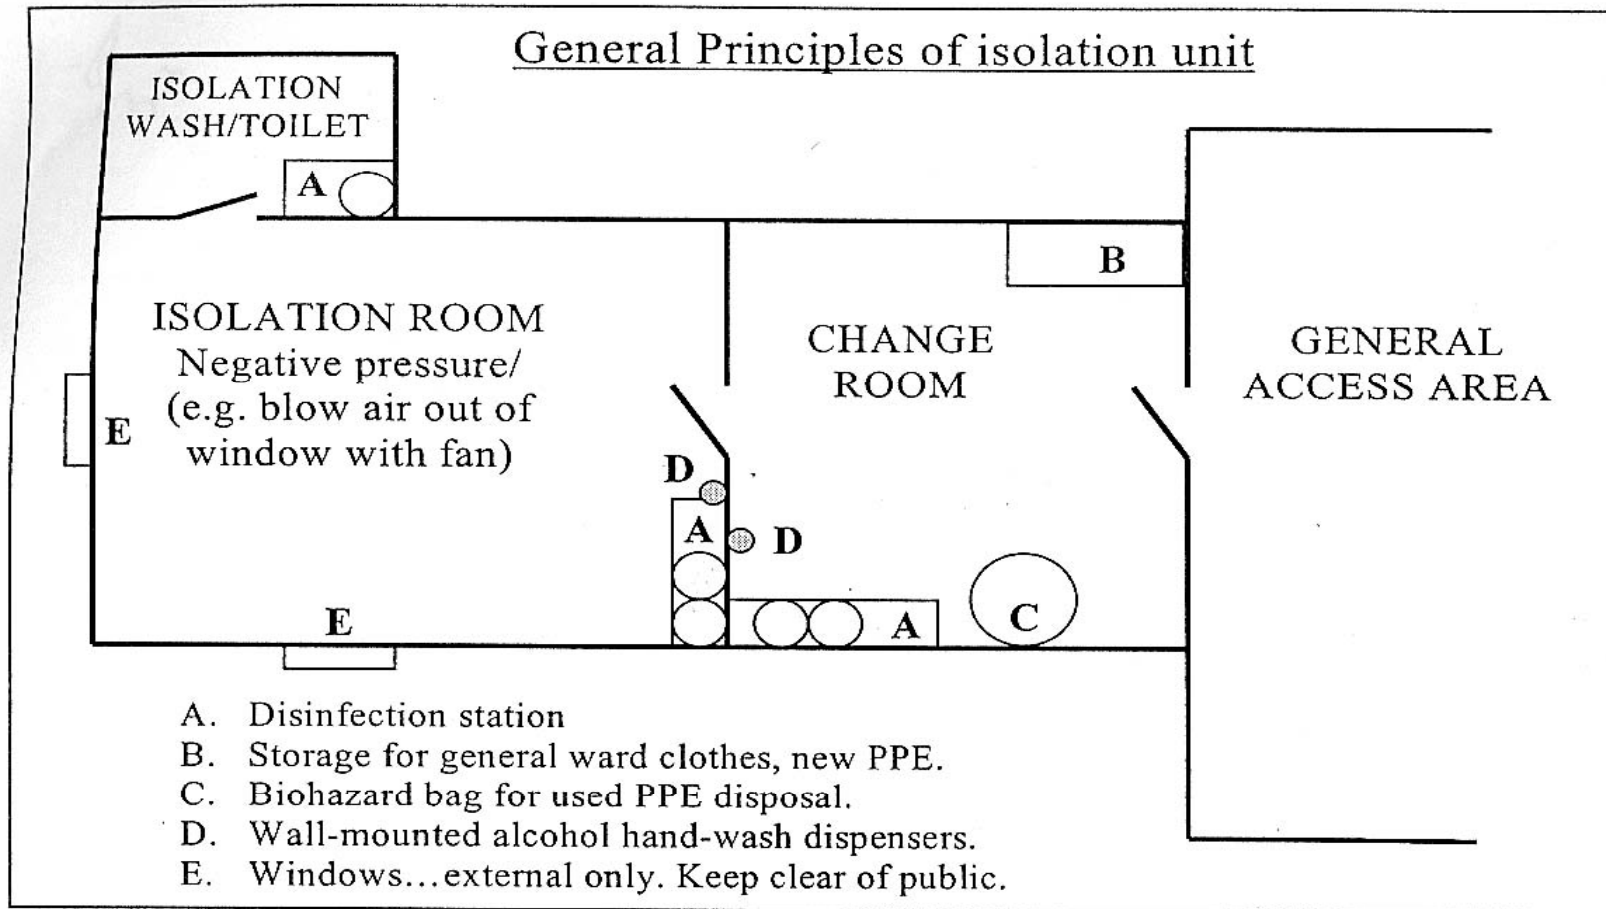 General Principles of isolation unit
ISOLATION
WASH/TOILET
A
B
ISOLATION ROOM
Negative pressure/
(e.g. blow air out of
window with fan)
CHANGE
ROOM
GENERAL
ACCESS AREA
E
D
A
D
E
A
C
A. Disinfection station
B. Storage for general ward clothes, new PPE.
C. Biohazard bag for used PPE disposal.
D. Wall-mounted alcohol hand-wash dispensers.
E. Windows...external only. Keep clear of public.